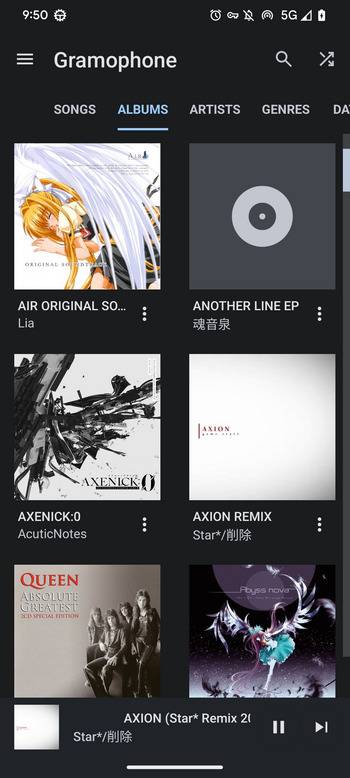 9:50
5G
Gramophone
SONGS ALBUMS ARTISTS GENRES DA
AIR
ORIGINAL SOUNDTRACK
AIR ORIGINAL SO...
Lia
ANOTHER LINE EP
魂音泉
AXENICK:0
AXENICK:0
AcuticNotes
AXION
game start
AXION REMIX
Star*/削除
QUEEN
ABSOLUTE
GREATEST
2CD SPECIAL EDITION
Abyss nova
AXION (Star* Remix 20
Star*/削除